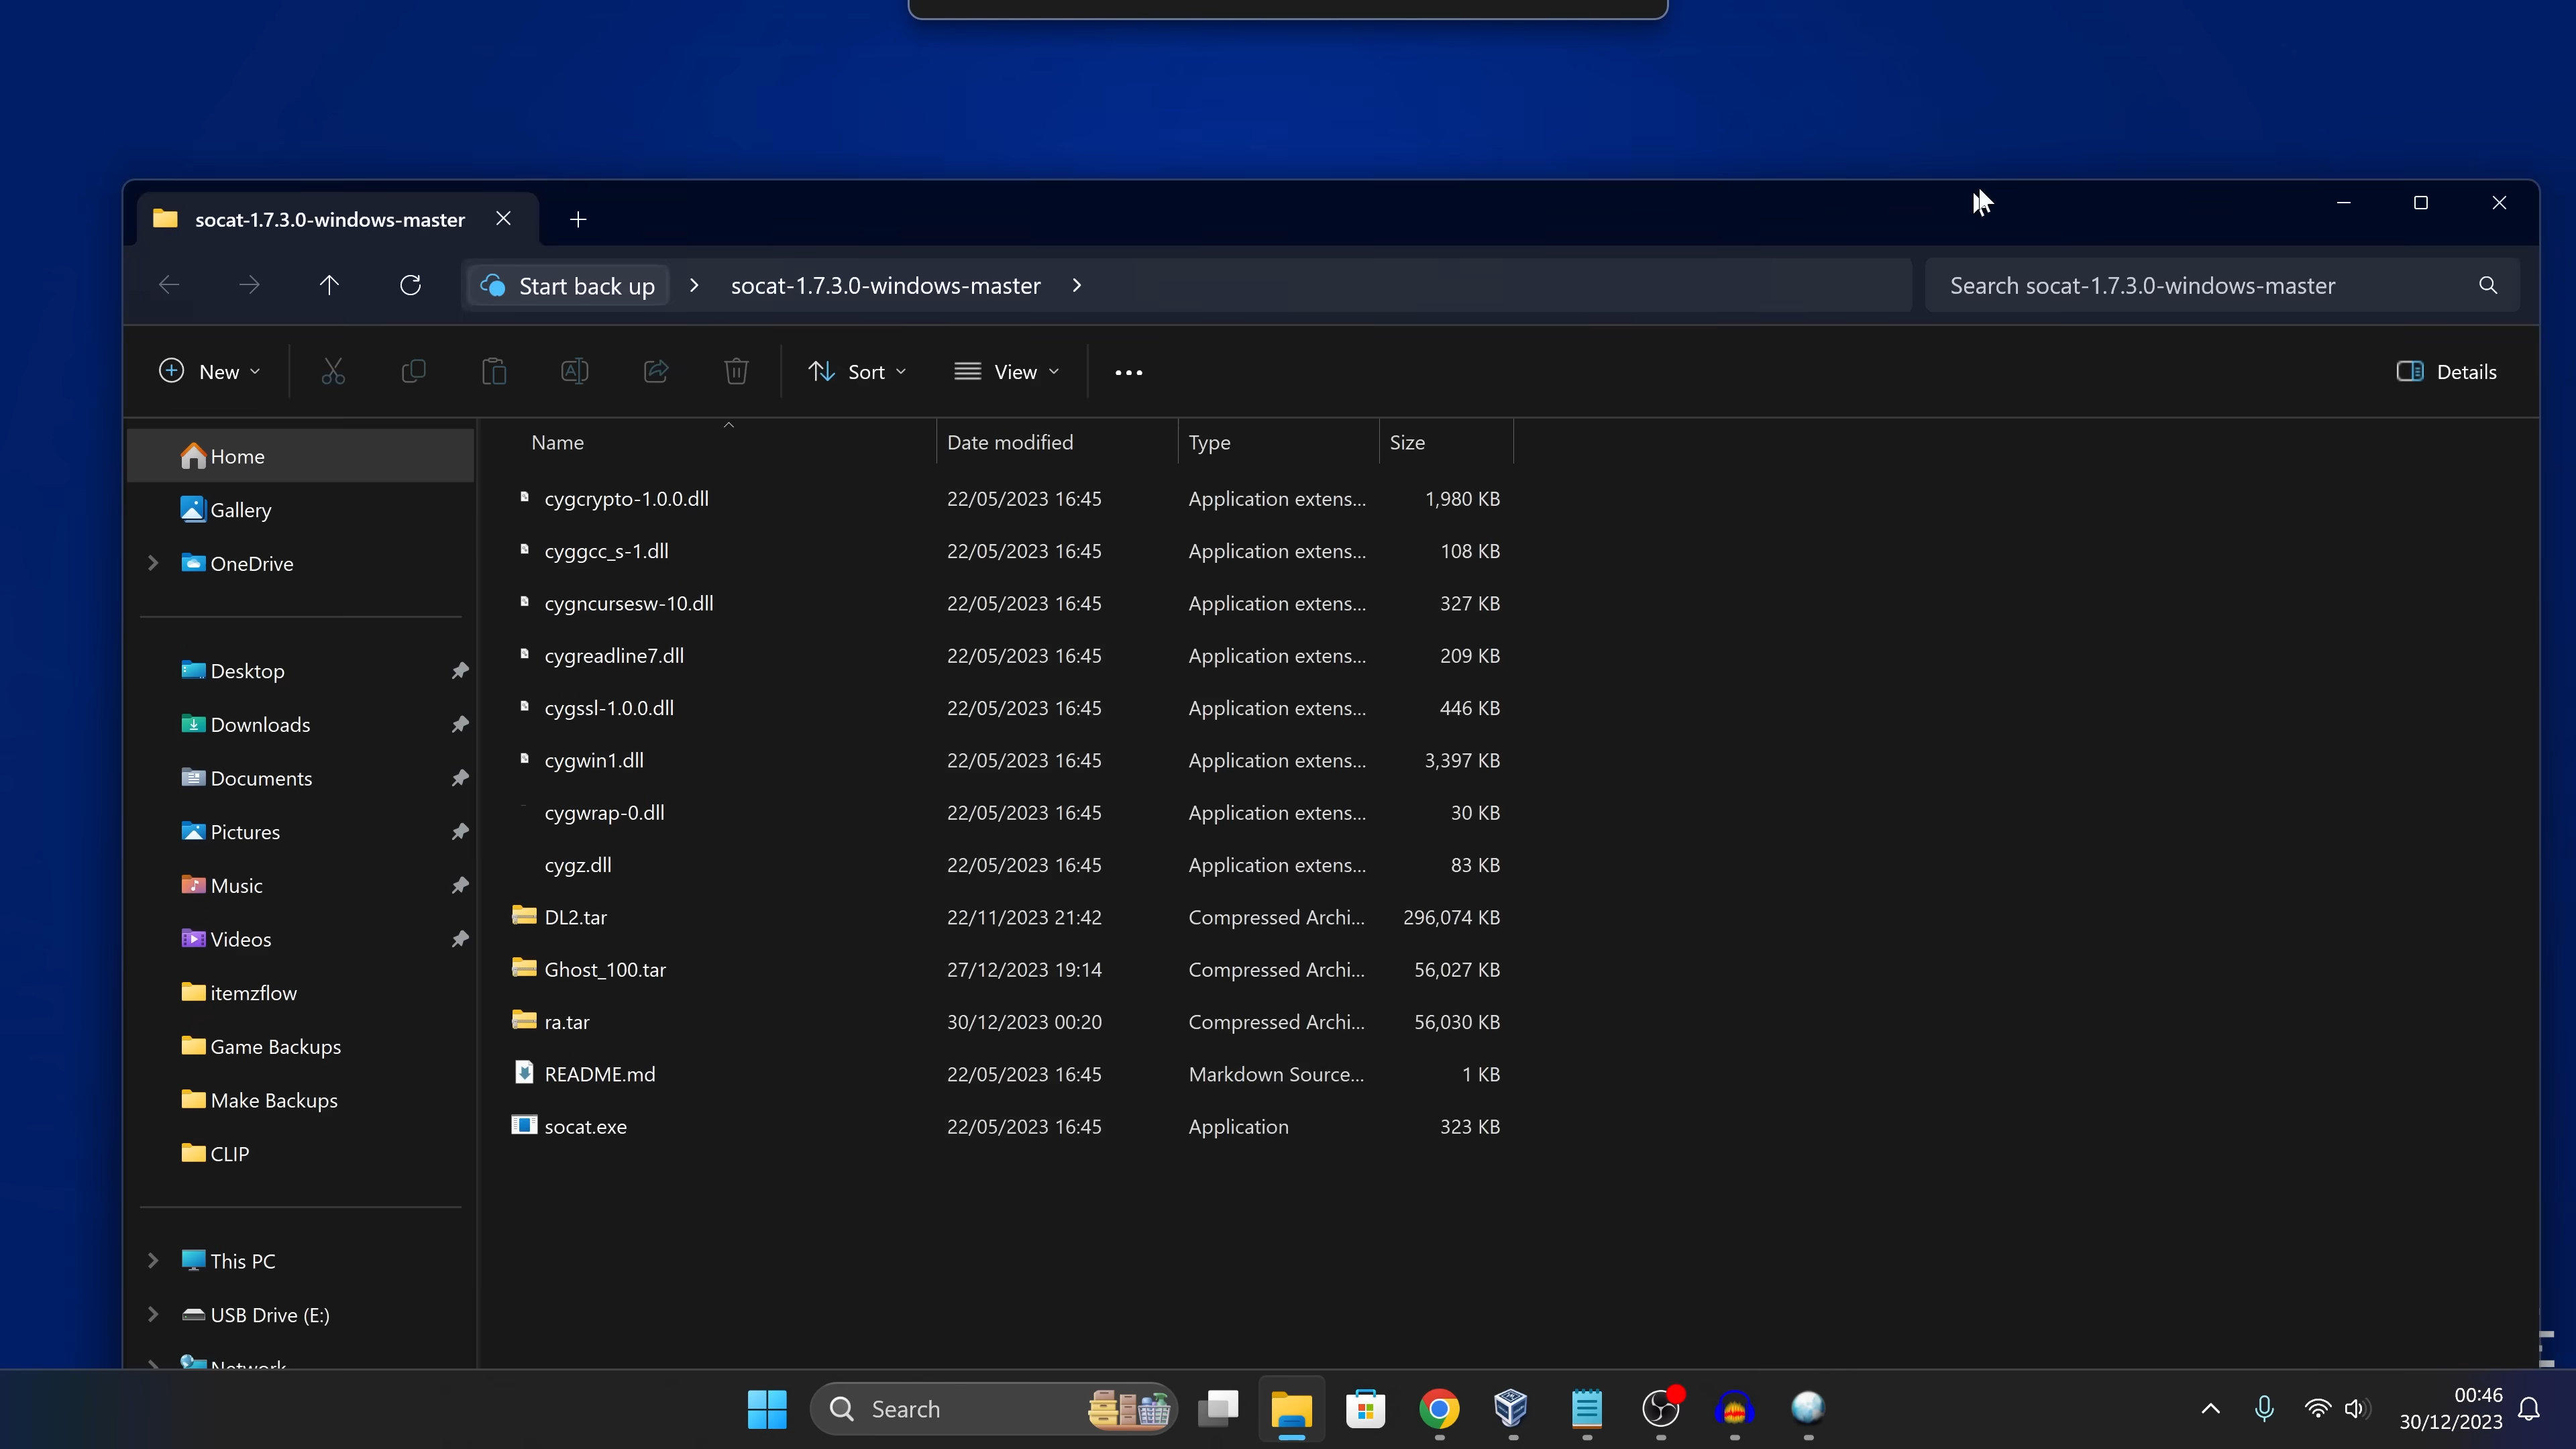 socat-1.7.3.0-windows-master
Start back up
socat-1.7.3.0-windows-master
Search socat-1.7.3.0-windows-master
New
Sort
View
Details
Home
Gallery
OneDrive
Desktop
Downloads
Documents
Pictures
Music
Videos
itemzflow
Game Backups
Make Backups
CLIP
This PC
USB Drive (E:)
Network
Name Date modified Type Size
cygcrypto-1.0.0.dll 22/05/2023 16:45 Application extens... 1,980 KB
cyggcc_s-1.dll 22/05/2023 16:45 Application extens... 108 KB
cygncursesw-10.dll 22/05/2023 16:45 Application extens... 327 KB
cygreadline7.dll 22/05/2023 16:45 Application extens... 209 KB
cygssl-1.0.0.dll 22/05/2023 16:45 Application extens... 446 KB
cygwin1.dll 22/05/2023 16:45 Application extens... 3,397 KB
cygwrap-0.dll 22/05/2023 16:45 Application extens... 30 KB
cygz.dll 22/05/2023 16:45 Application extens... 83 KB
DL2.tar 22/11/2023 21:42 Compressed Archi... 296,074 KB
Ghost_100.tar 27/12/2023 19:14 Compressed Archi... 56,027 KB
ra.tar 30/12/2023 00:20 Compressed Archi... 56,030 KB
README.md 22/05/2023 16:45 Markdown Source... 1 KB
socat.exe 22/05/2023 16:45 Application 323 KB
Search
00:46
30/12/2023